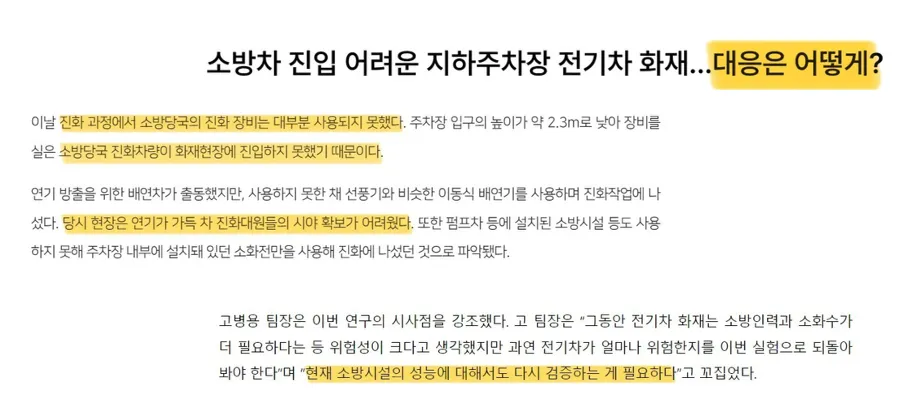 소방차 진입 어려운 지하주차장 전기차 화재...대응은 어떻게?
이날 진화 과정에서 소방당국의 진화 장비는 대부분 사용되지 못했다. 주차장 입구의 높이가 약 2.3m로 낮아 장비를
실은 소방당국 진화차량이 화재현장에 진입하지 못했기 때문이다.
연기 방출을 위한 배연차가 출동했지만, 사용하지 못한 채 선풍기와 비슷한 이동식 배연기를 사용하며 진화작업에 나
섰다. 당시 현장은 연기가 가득 차 진화대원들의 시야 확보가 어려웠다. 또한 펌프차 등에 설치된 소방시설 등도 사용
하지 못해 주차장 내부에 설치돼 있던 소화전만을 사용해 진화에 나섰던 것으로 파악됐다.
고병용 팀장은 이번 연구의 시사점을 강조했다. 고 팀장은 “그동안 전기차 화재는 소방인력과 소화수가
더 필요하다는 등 위험성이 크다고 생각했지만 과연 전기차가 얼마나 위험한지를 이번 실험으로 되돌아
봐야 한다”며 “현재 소방시설의 성능에 대해서도 다시 검증하는 게 필요하다”고 꼬집었다.